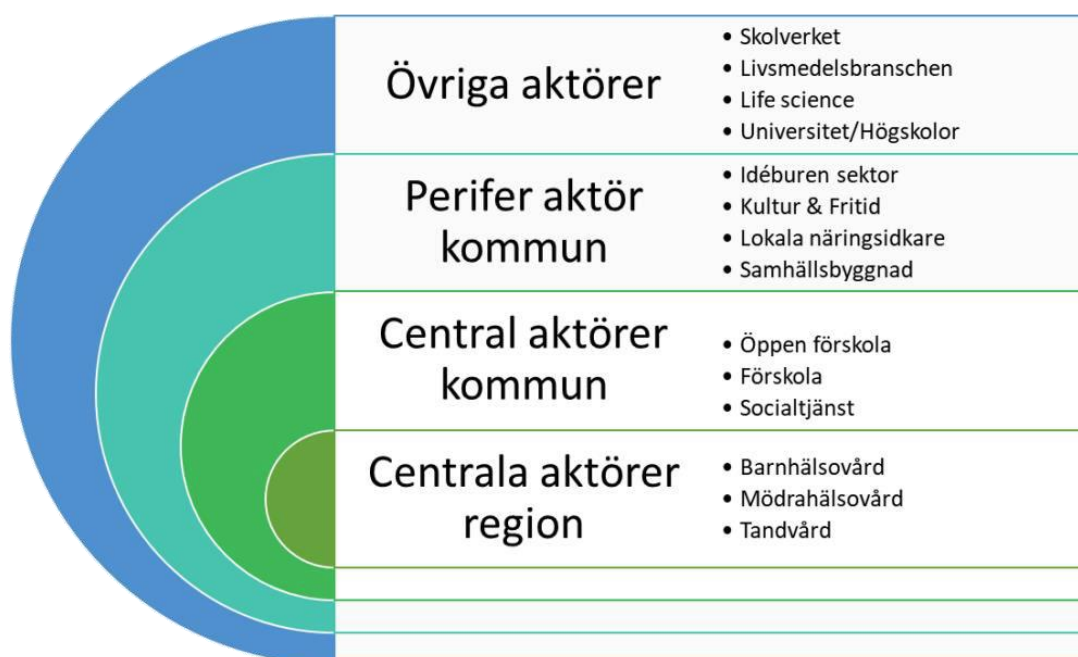 Övriga aktörer
• Skolverket
• Livsmedelsbranschen
• Life science
• Universitet/Högskolor
Perifer aktör
kommun
• Idéburen sektor
• Kultur & Fritid
• Lokala näringsidkare
• Samhällsbyggnad
Central aktörer
kommun
• Öppen förskola
• Förskola
• Socialtjänst
Centrala aktörer
region
• Barnhälsovård
• Mödrahälsovård
• Tandvård